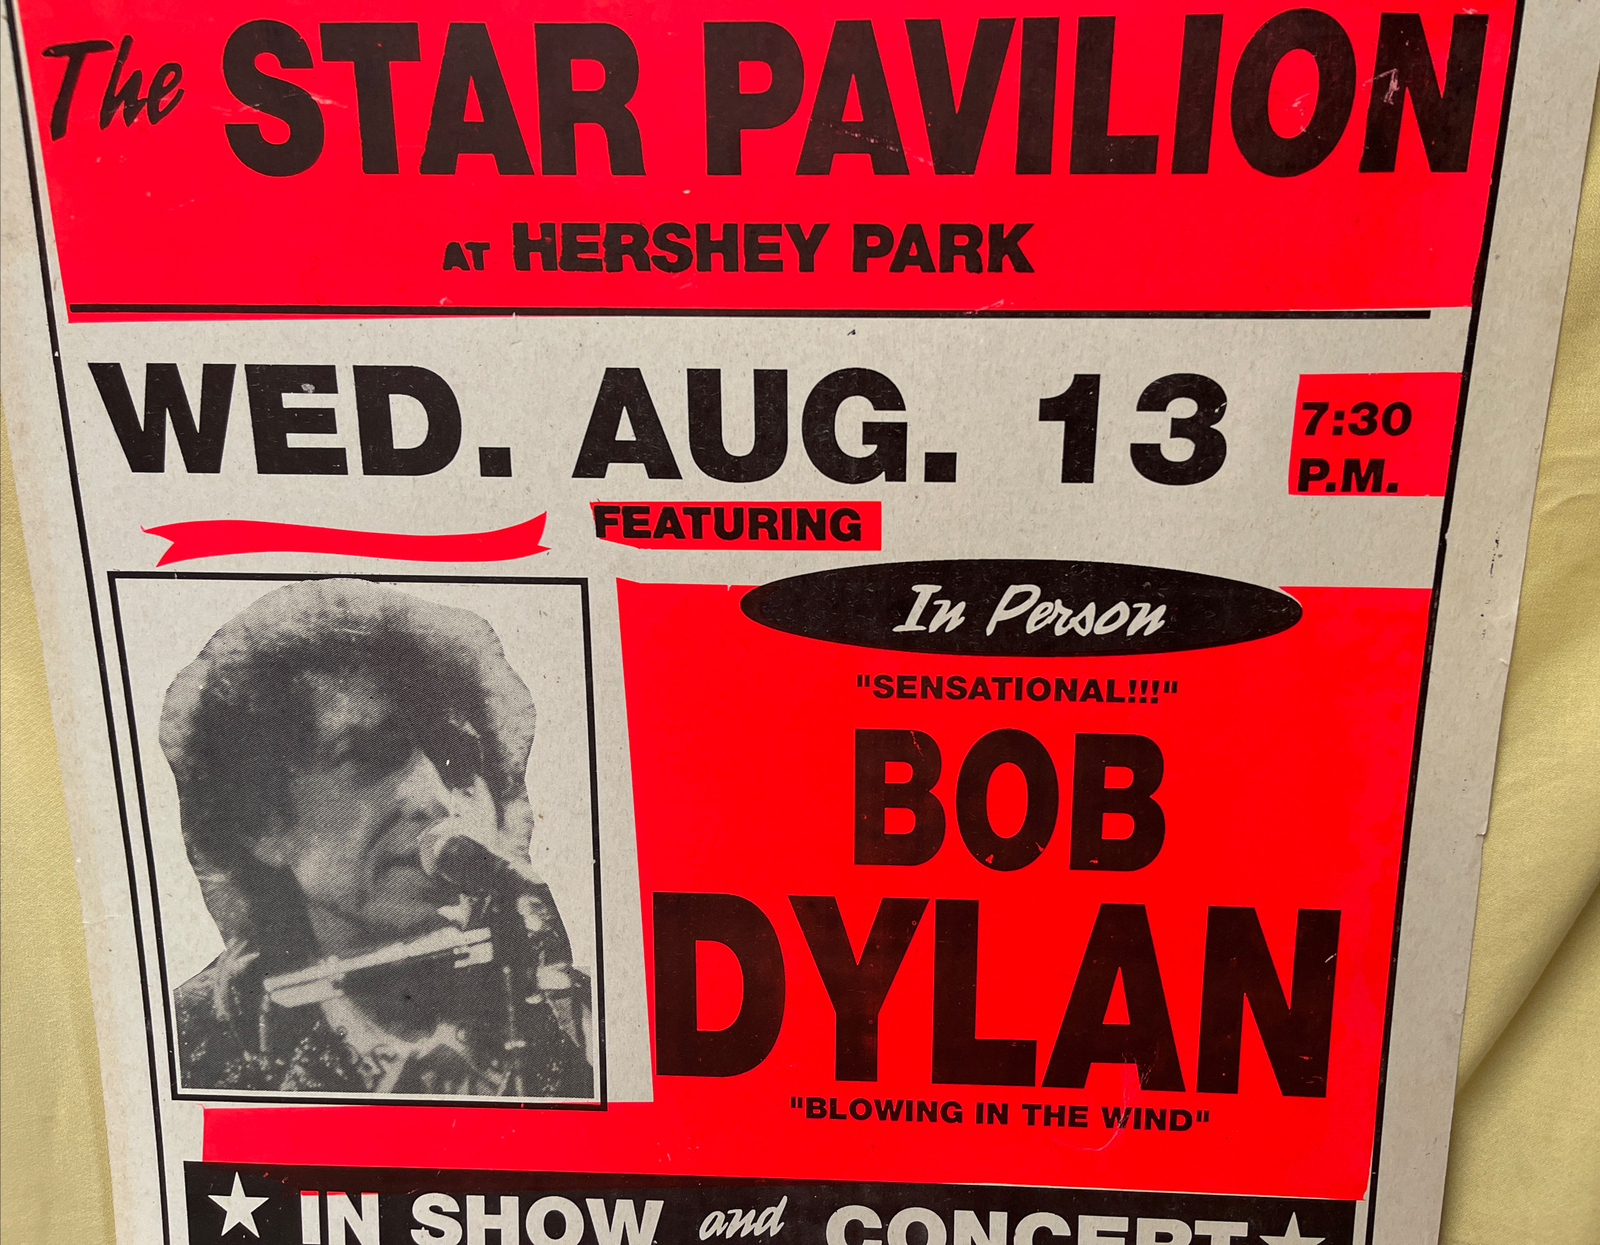 The STAR PAVILION
AT HERSHEY PARK
WED. AUG. 13 7:30 P.M.
FEATURING
In Person
"SENSATIONAL!!!"
BOB
DYLAN
"BLOWING IN THE WIND"
IN SHOW and CONCERT